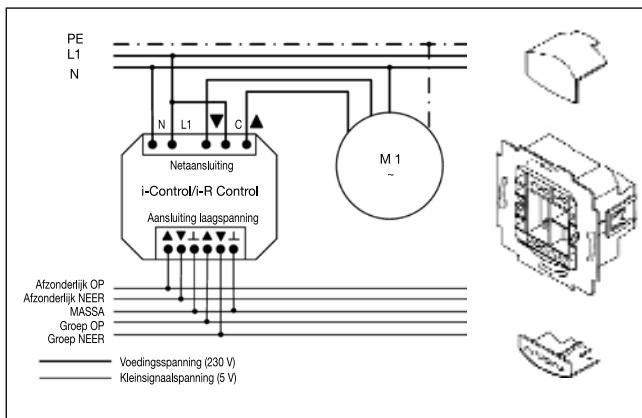 PE
L1
N
N L1 ▼ C ▲
Netaansluiting
i-Control/i-R Control
Aansluiting laagspanning
▲ ▼ ⊥ ▲ ▼ ⊥
M 1
~
Afzonderlijk OP
Afzonderlijk NEER
MASSA
Groep OP
Groep NEER
Voedingsspanning (230 V)
Kleinsignaalspanning (5 V)